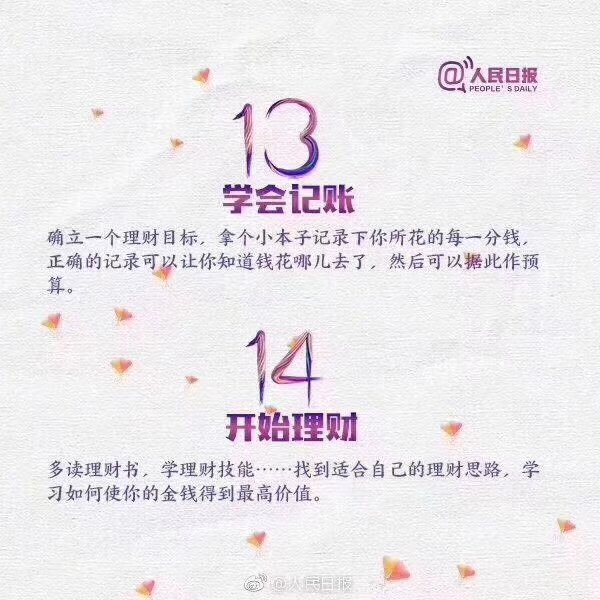 @人民日报
PEOPLE'S DAILY
13
学会记账
确立一个理财目标，拿个小本子记录下你所花的每一分钱，
正确的记录可以让你知道钱花哪儿去了，然后可以据此作预
算。
14
开始理财
多读理财书，学理财技能……找到适合自己的理财思路，学
习如何使你的金钱得到最高价值。
@人民日报